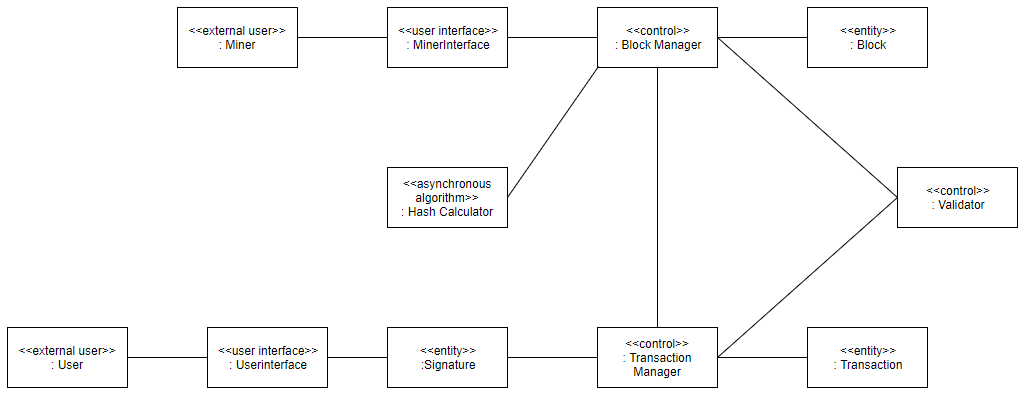 <<external user>>
: Miner
<<user interface>>
: MinerInterface
<<control>>
: Block Manager
<<entity>>
: Block
<<asynchronous
algorithm>>
: Hash Calculator
<<control>>
: Validator
<<external user>>
: User
<<user interface>>
: Userinterface
<<entity>>
:Signature
<<control>>
: Transaction
Manager
<<entity>>
: Transaction